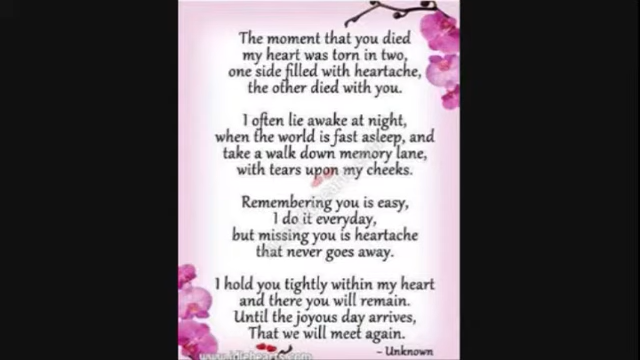 The moment that you died
my heart was torn in two,
one side filled with heartache,
the other died with you.
I often lie awake at night,
when the world is fast asleep, and
take a walk down memory lane,
with tears upon my cheeks.
Remembering you is easy,
I do it everyday,
but missing you is heartache
that never goes away.
I hold you tightly within my heart
and there you will remain.
Until the joyous day arrives,
That we will meet again.
~ Unknown